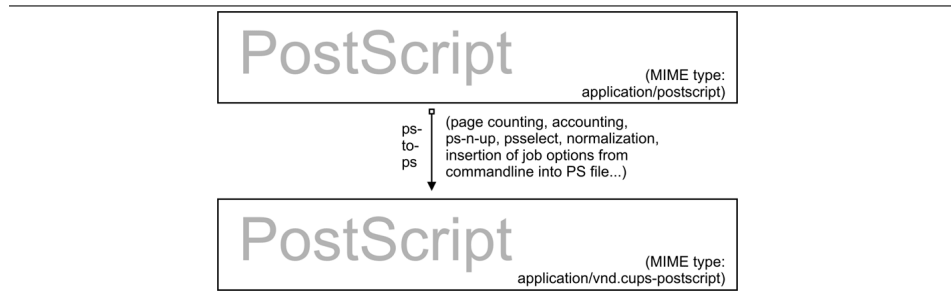 PostScript
(MIME type:
application/postscript)
ps-
to-
ps
(page counting, accounting,
ps-n-up, psselect, normalization,
insertion of job options from
commandline into PS file...)
PostScript
(MIME type:
application/vnd.cups-postscript)